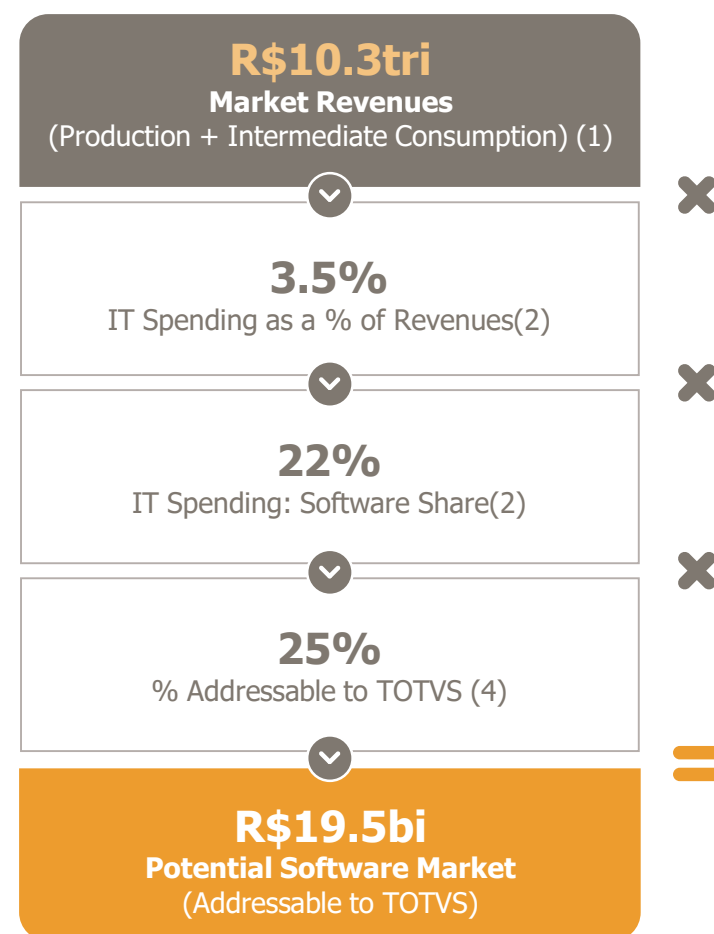 R$10.3tri
Market Revenues
(Production + Intermediate Consumption) (1)
3.5%
IT Spending as a % of Revenues(2)
22%
IT Spending: Software Share(2)
25%
% Addressable to TOTVS (4)
R$19.5bi
Potential Software Market
(Addressable to TOTVS)